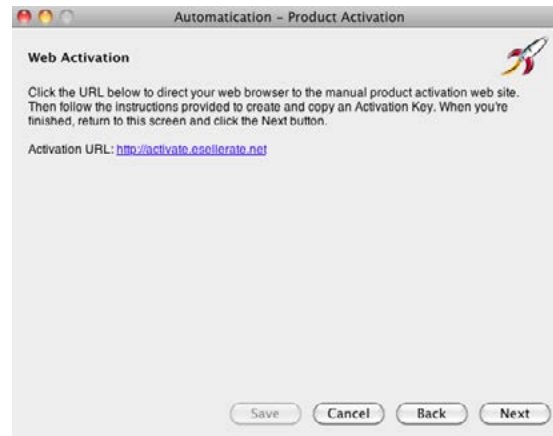 Automatication – Product Activation
Web Activation
Click the URL below to direct your web browser to the manual product activation web site.
Then follow the instructions provided to create and copy an Activation Key. When you're
finished, return to this screen and click the Next button.
Activation URL: http://activate.esellerate.net
Save Cancel Back Next